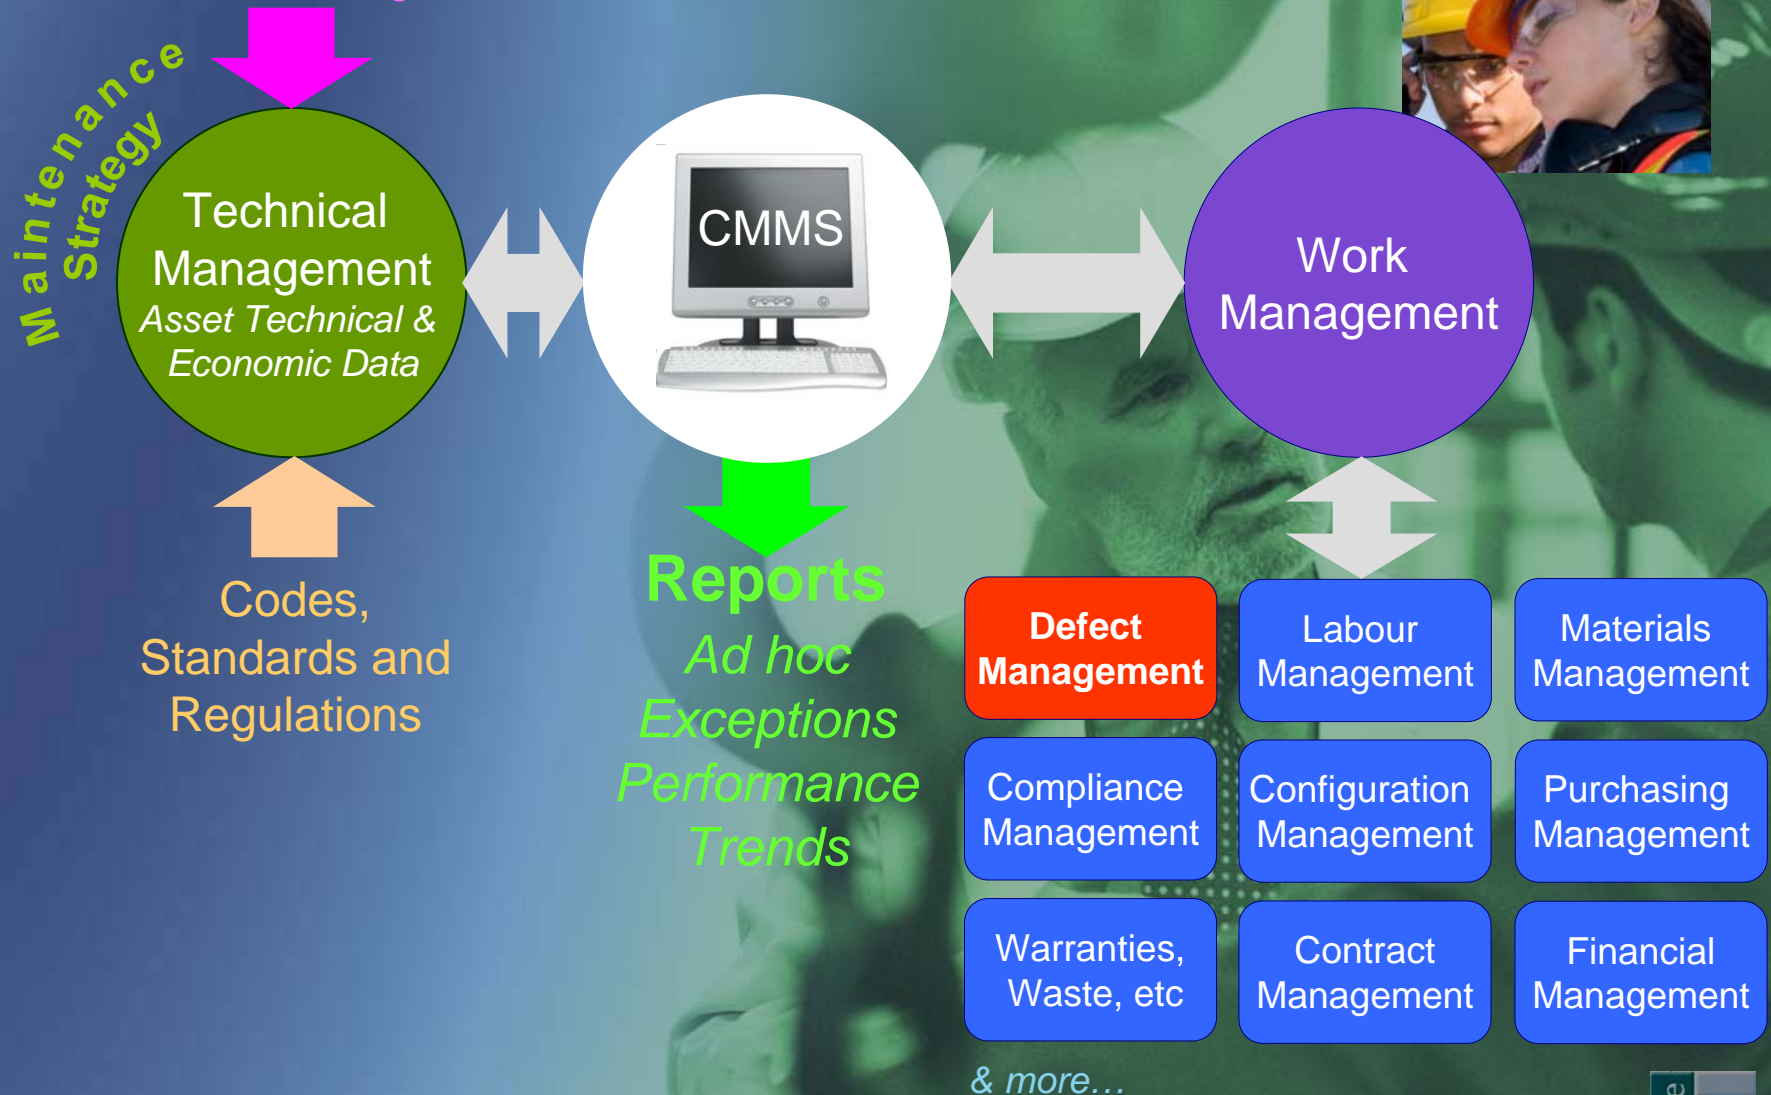 Maintenance
Strategy
Technical
Management
Asset Technical &
Economic Data
CMMS
Work
Management
Codes,
Standards and
Regulations
Reports
Ad hoc
Exceptions
Performance
Trends
Defect
Management
Labour
Management
Materials
Management
Compliance
Management
Configuration
Management
Purchasing
Management
Warranties,
Waste, etc
Contract
Management
Financial
Management
& more...